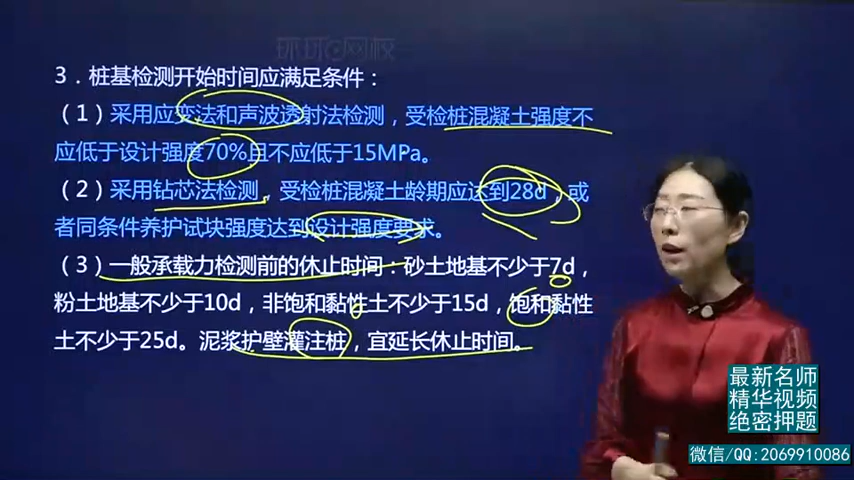 环球网校
3．桩基检测开始时间应满足条件：
（1）采用应变法和声波透射法检测，受检桩混凝土强度不
应低于设计强度70%且不应低于15MPa。
（2）采用钻芯法检测，受检桩混凝土龄期应达到28d，或
者同条件养护试块强度达到设计强度要求。
（3）一般承载力检测前的休止时间：砂土地基不少于7d，
粉土地基不少于10d，非饱和黏性土不少于15d，饱和黏性
土不少于25d。泥浆护壁灌注桩，宜延长休止时间。
最新名师
精华视频
绝密押题
微信/QQ:2069910086